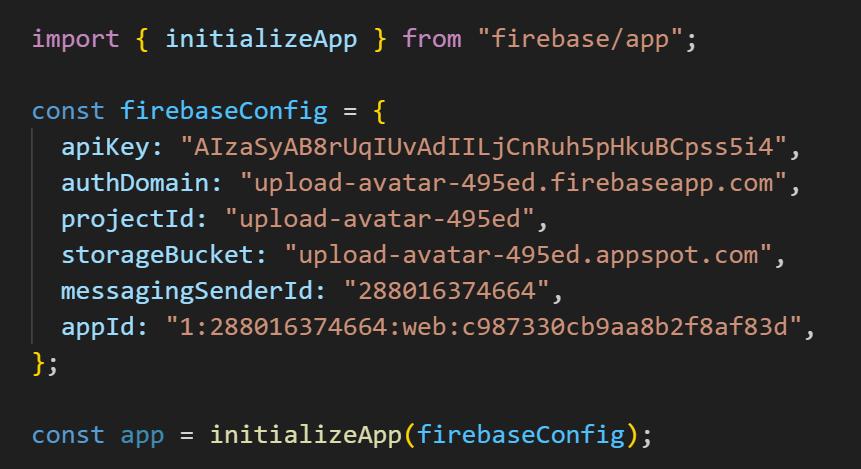 import { initializeApp } from "firebase/app";
const firebaseConfig = {
apiKey: "AIzaSyAB8rUqIUvAdIILjCnRuh5pHkuBCpss5i4",
authDomain: "upload-avatar-495ed.firebaseapp.com",
projectId: "upload-avatar-495ed",
storageBucket: "upload-avatar-495ed.appspot.com",
messagingSenderId: "288016374664",
appId: "1:288016374664:web:c987330cb9aa8b2f8af83d",
};
const app = initializeApp(firebaseConfig);